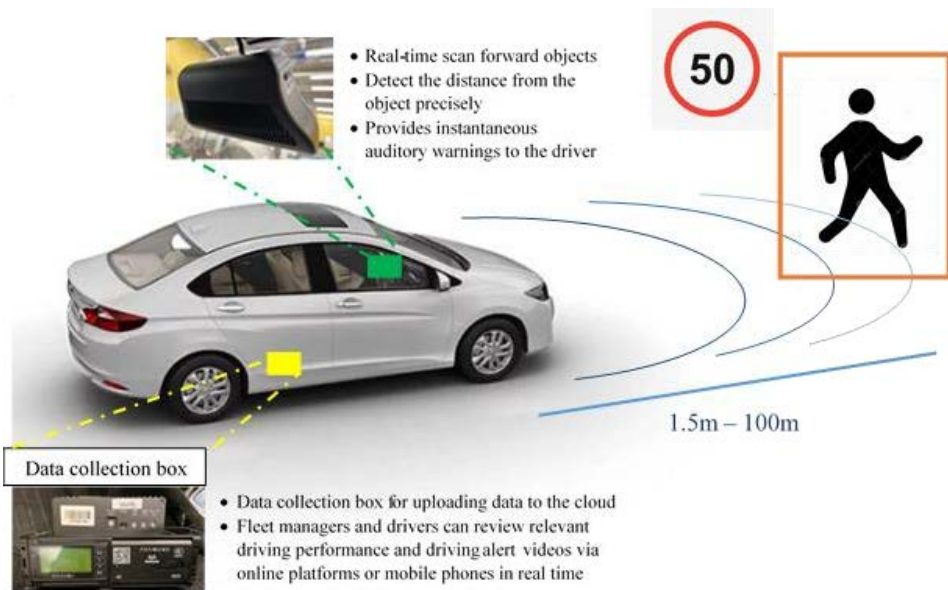 • Real-time scan forward objects
• Detect the distance from the
object precisely
• Provides instantaneous
auditory warnings to the driver
50
1.5m – 100m
Data collection box
• Data collection box for uploading data to the cloud
• Fleet managers and drivers can review relevant
driving performance and driving alert videos via
online platforms or mobile phones in real time